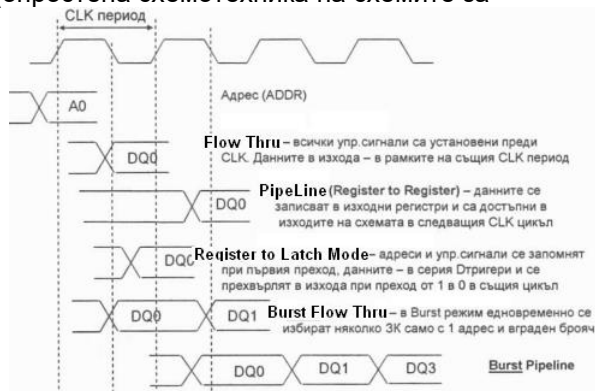 опростена схемотехника на схемите са
CLK период
Адрес (ADDR)
A0
Flow Thru – всички упр.сигнали са установени преди
CLK. Данните в изхода – в рамките на същия CLK период
DQ0
PipeLine (Register to Register) – данните се
записват в изходни регистри и са достъпни в
изходите на схемата в следващия CLK цикъл
DQ0
Register to Latch Mode – адреси и упр.сигнали се запомнят
при първия преход, данните – в серия Dтригери и се
прехвърлят в изхода при преход от 1 в 0 в същия цикъл
DQ0
Burst Flow Thru – в Burst режим едновременно се
избират няколко ЗК само с 1 адрес и вграден брояч
DQ0 DQ1
DQ0 DQ1 DQ3 Burst Pipeline